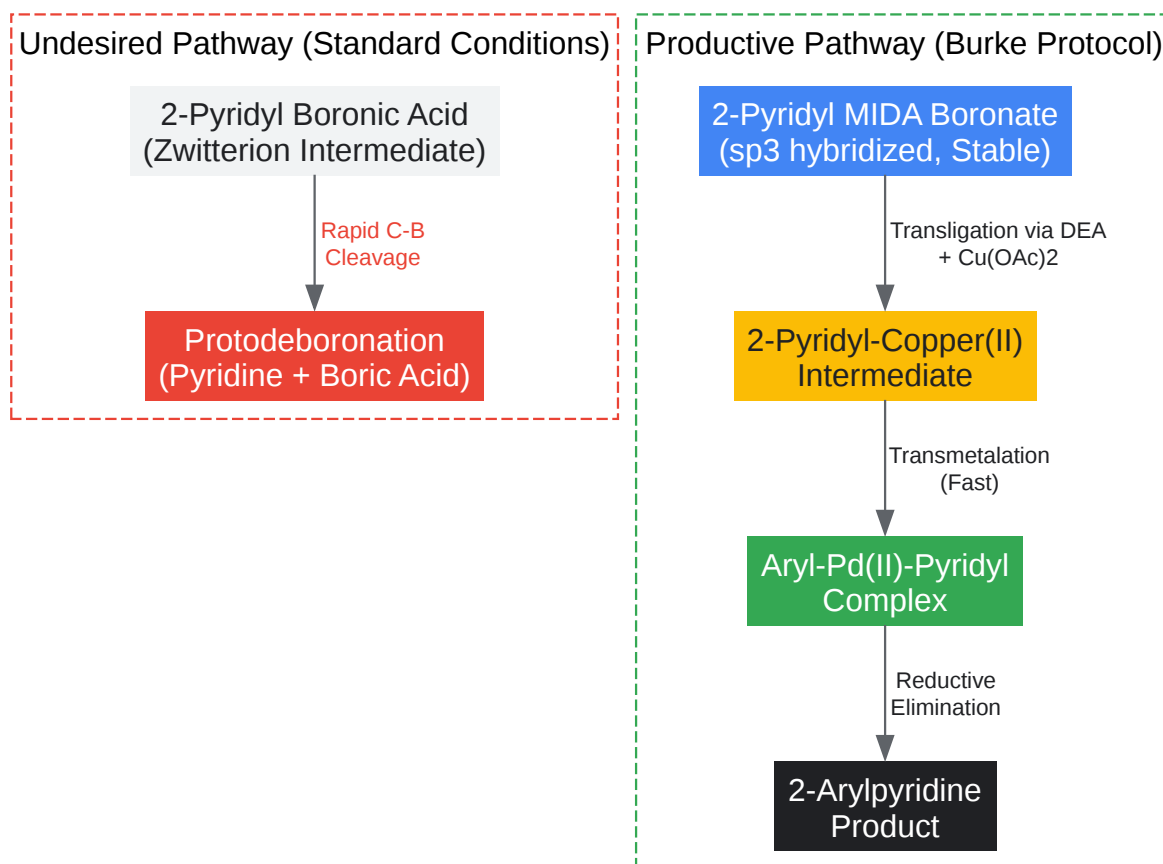 Undesired Pathway (Standard Conditions)
2-Pyridyl Boronic Acid
(Zwitterion Intermediate)
Rapid C-B
Cleavage
Protodeboronation
(Pyridine + Boric Acid)
Productive Pathway (Burke Protocol)
2-Pyridyl MIDA Boronate
(sp3 hybridized, Stable)
Transligation via DEA
+ Cu(OAc)2
2-Pyridyl-Copper(II)
Intermediate
Transmetalation
(Fast)
Aryl-Pd(II)-Pyridyl
Complex
Reductive
Elimination
2-Arylpyridine
Product